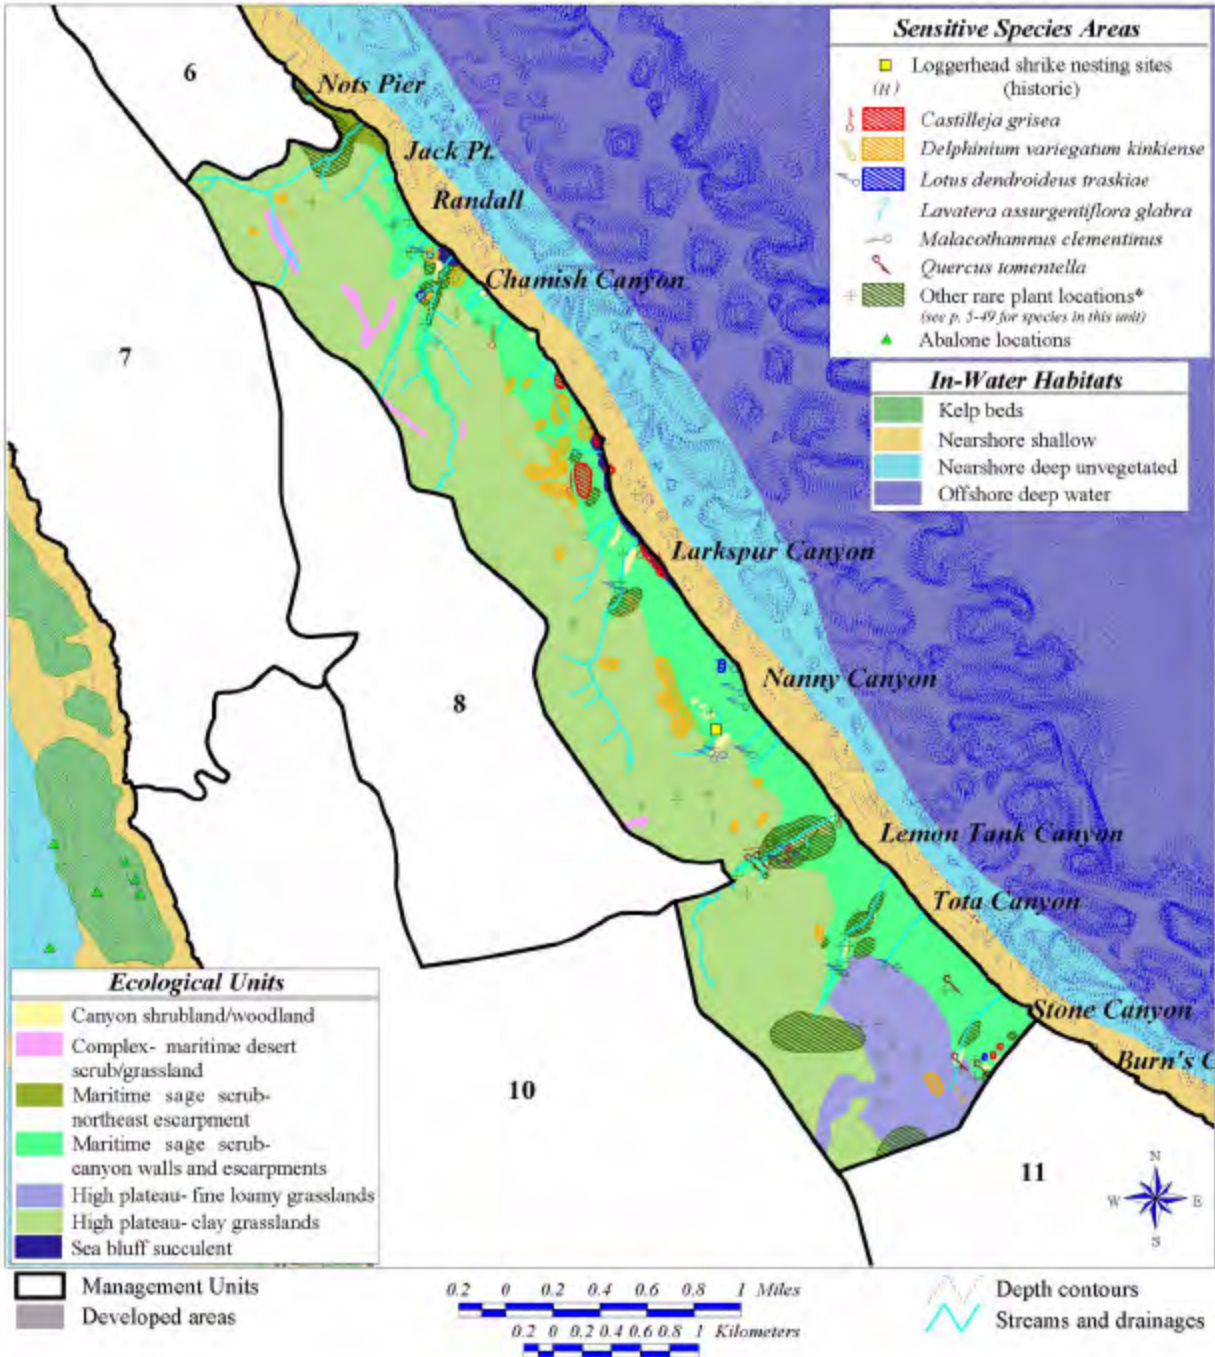 Sensitive Species Areas
Loggerhead shrike nesting sites
(H) (historic)
Castilleja grisea
Delphinium variegatum kinkiense
Lotus dendroideus traskiae
Lavatera assurgentiflora glabra
Malacothamnus clementinus
Quercus tomentella
Other rare plant locations*
(see p. 5-49 for species in this unit)
Abalone locations
In-Water Habitats
Kelp beds
Nearshore shallow
Nearshore deep unvegetated
Offshore deep water
6
Nots Pier
Jack Pt.
Randall
Chamish Canyon
7
Larkspur Canyon
Nanny Canyon
8
Lemon Tank Canyon
Tota Canyon
Stone Canyon
Burn's C
10
11
N
W E
S
Ecological Units
Canyon shrubland/woodland
Complex- maritime desert
scrub/grassland
Maritime sage scrub-
northeast escarpment
Maritime sage scrub-
canyon walls and escarpments
High plateau- fine loamy grasslands
High plateau- clay grasslands
Sea bluff succulent
Management Units
Developed areas
0.2 0 0.2 0.4 0.6 0.8 1 Miles
0.2 0 0.2 0.4 0.6 0.8 1 Kilometers
Depth contours
Streams and drainages